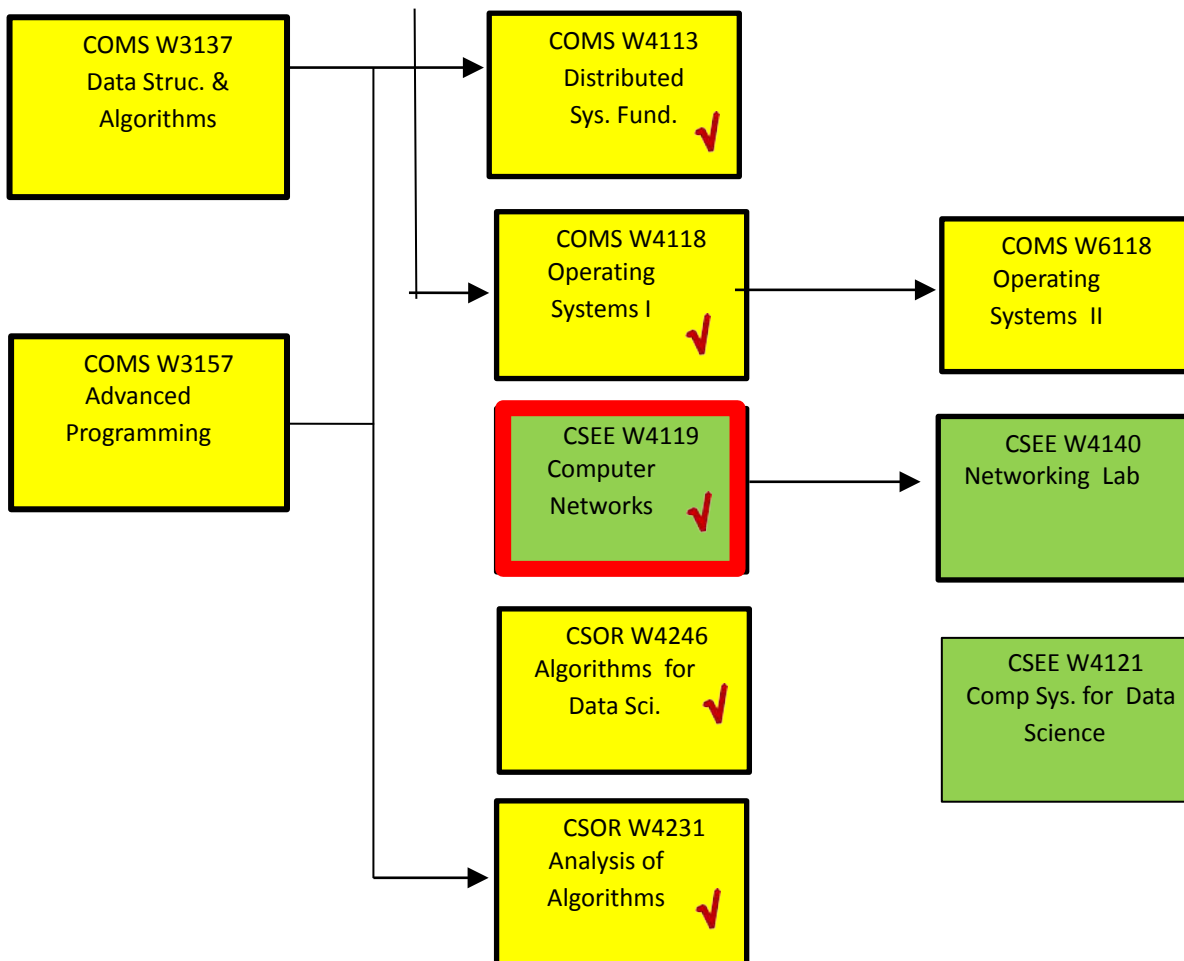 COMS W3137
Data Struc. &
Algorithms
COMS W4113
Distributed
Sys. Fund.
√
COMS W4118
Operating
Systems I
√
COMS W6118
Operating
Systems II
COMS W3157
Advanced
Programming
CSEE W4119
Computer
Networks
√
CSEE W4140
Networking Lab
CSOR W4246
Algorithms for
Data Sci.
√
CSEE W4121
Comp Sys. for Data
Science
CSOR W4231
Analysis of
Algorithms
√